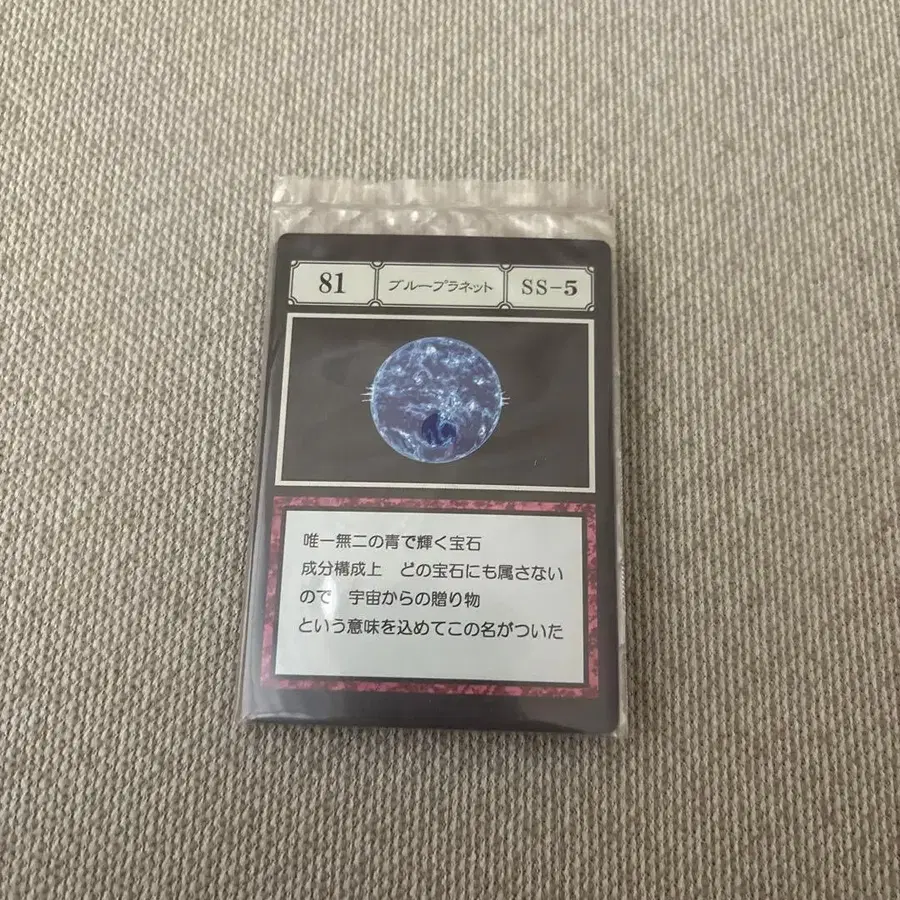 81 ブループラネット SS-5
唯一無二の青で輝く宝石
成分構成上　どの宝石にも属さない
ので　宇宙からの贈り物
という意味を込めてこの名がついた